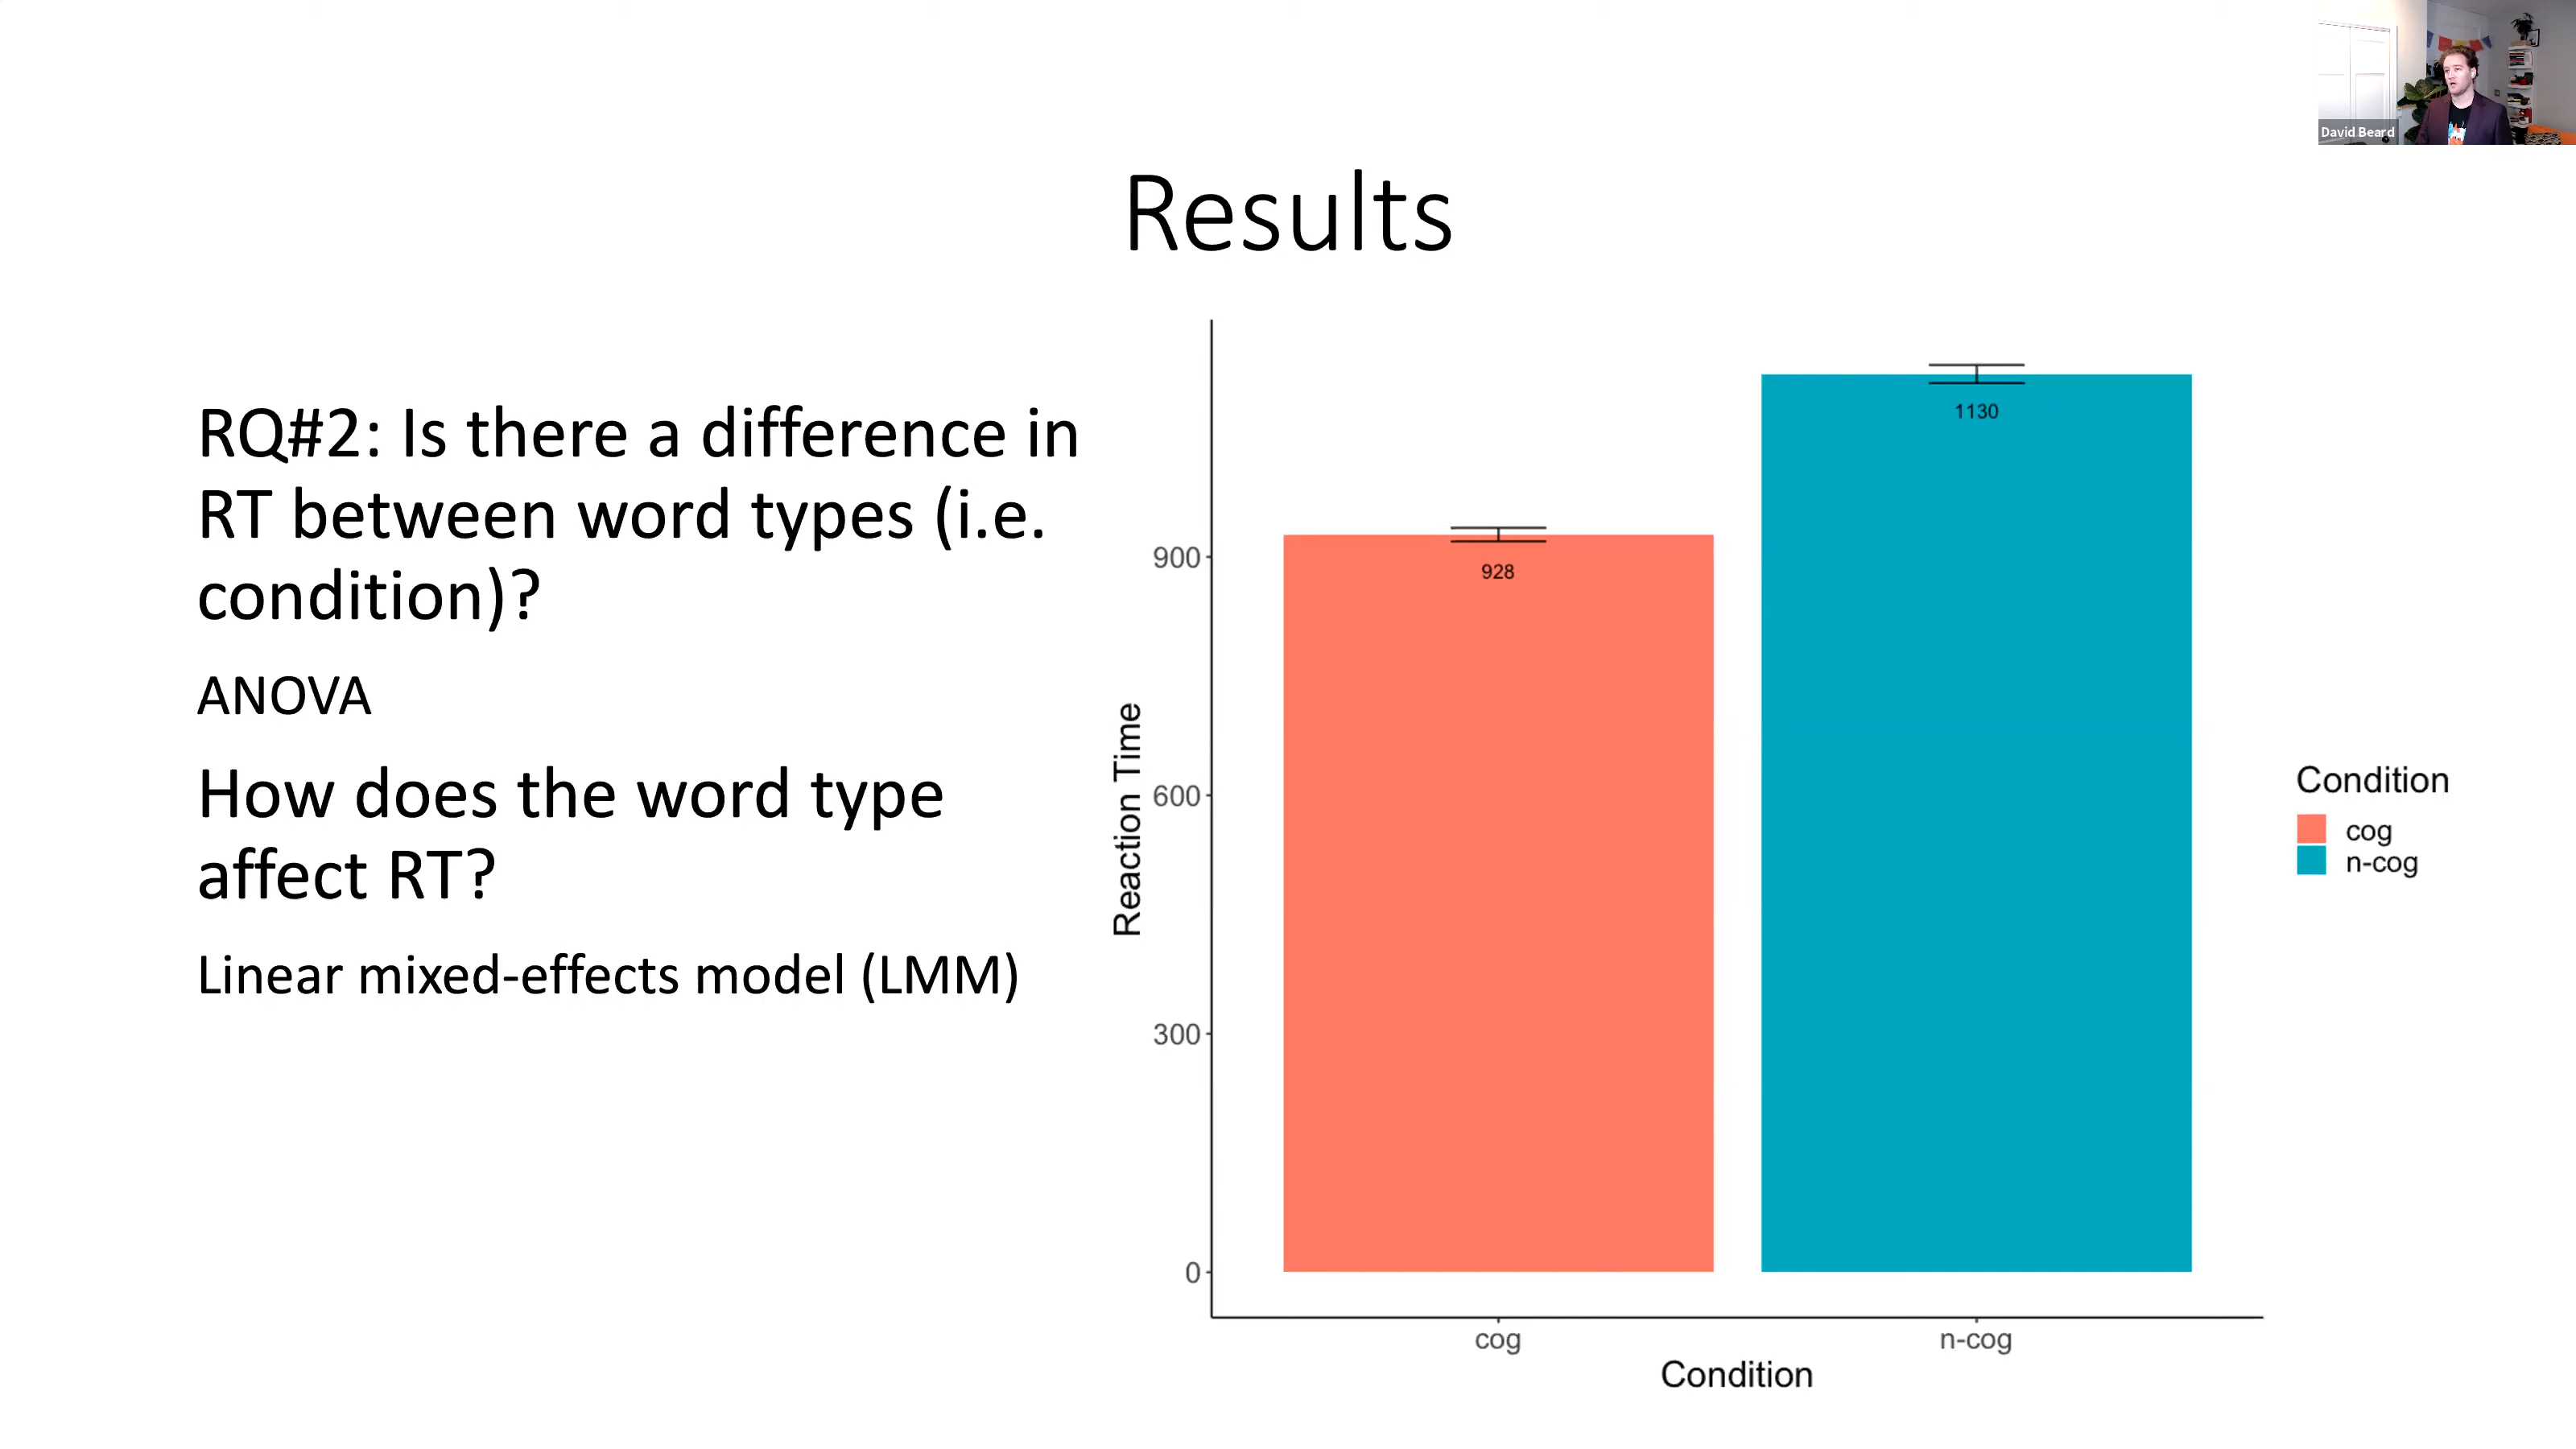 David Beard
Results
RQ#2: Is there a difference in
RT between word types (i.e.
condition)?
ANOVA
How does the word type
affect RT?
Linear mixed-effects model (LMM)
Reaction Time
900
600
300
0
928
1130
cog
n-cog
Condition
Condition
cog
n-cog